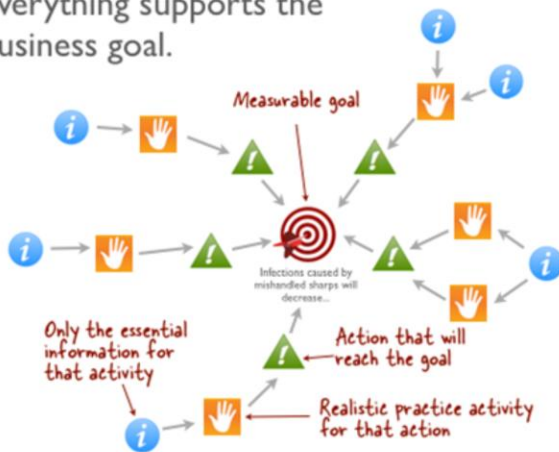 verything supports the
usiness goal.
Measurable goal
Infections caused by
mishandled sharps will
decrease...
Only the essential
information for
that activity
Action that will
reach the goal
Realistic practice activity
for that action